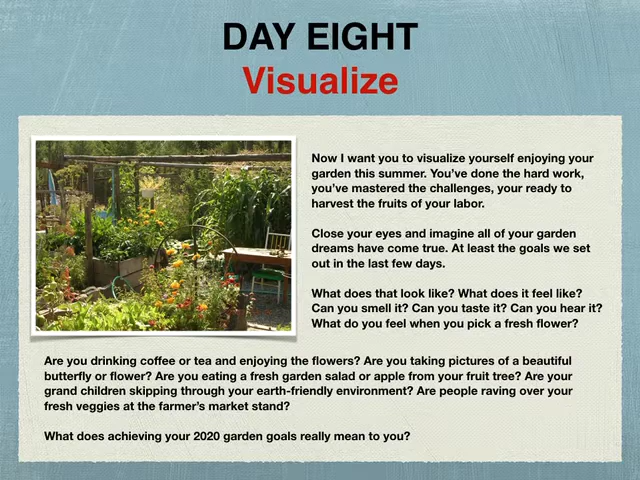 DAY EIGHT
Visualize
Now I want you to visualize yourself enjoying your
garden this summer. You’ve done the hard work,
you’ve mastered the challenges, your ready to
harvest the fruits of your labor.
Close your eyes and imagine all of your garden
dreams have come true. At least the goals we set
out in the last few days.
What does that look like? What does it feel like?
Can you smell it? Can you taste it? Can you hear it?
What do you feel when you pick a fresh flower?
Are you drinking coffee or tea and enjoying the flowers? Are you taking pictures of a beautiful
butterfly or flower? Are you eating a fresh garden salad or apple from your fruit tree? Are your
grand children skipping through your earth-friendly environment? Are people raving over your
fresh veggies at the farmer’s market stand?
What does achieving your 2020 garden goals really mean to you?